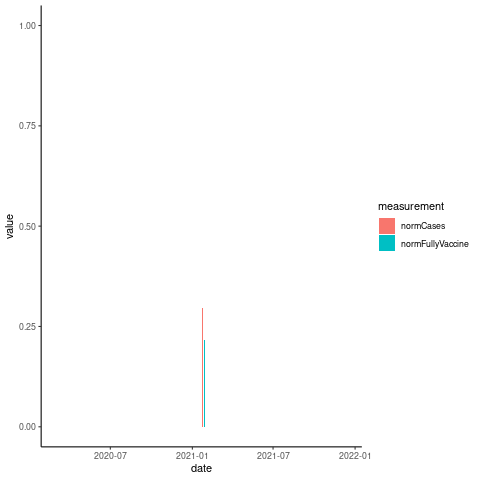 1.00
0.75
0.50
0.25
0.00
value
2020-07
2021-01
2021-07
2022-01
date
measurement
normCases
normFullyVaccine